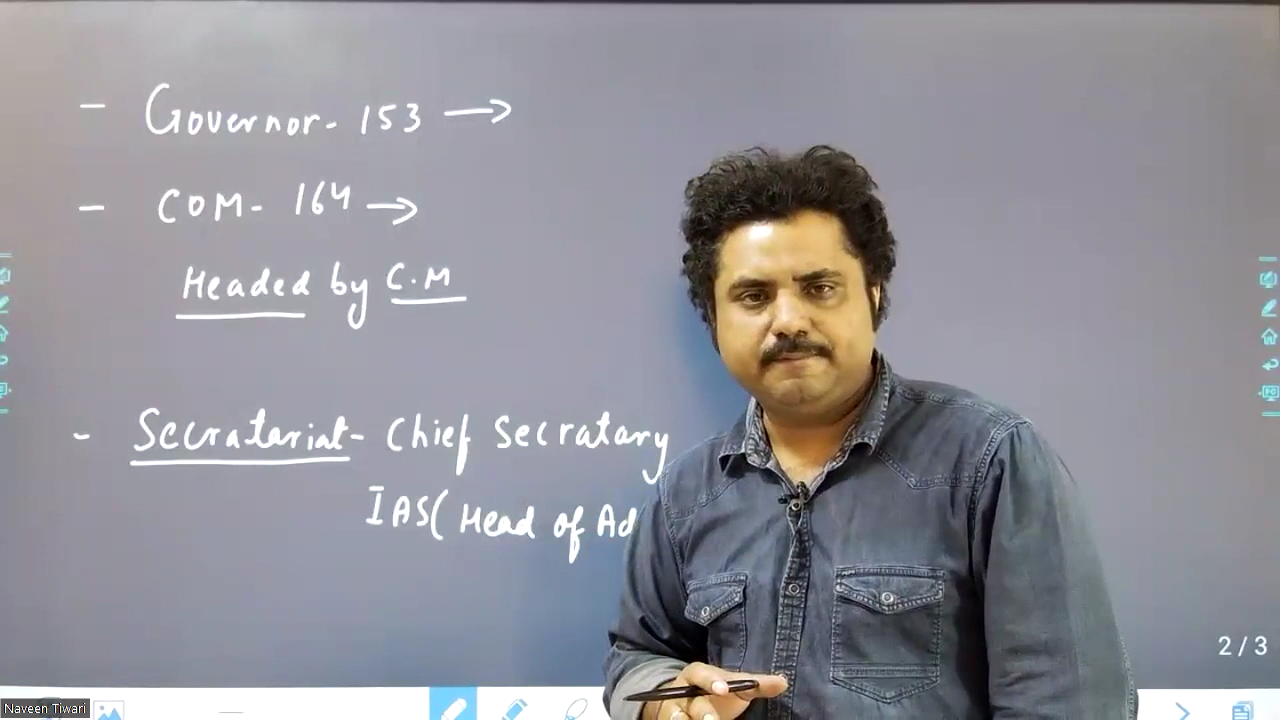 - Governor - 153 →
- COM - 164 →
Headed by C.M
- Secratariat - Chief Secratary
IAS ( Head of Ad
2 / 3
Naveen Tiwari